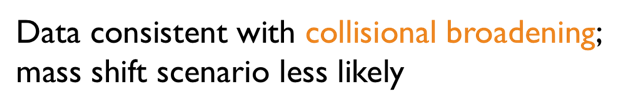 Data consistent with collisional broadening;
mass shift scenario less likely